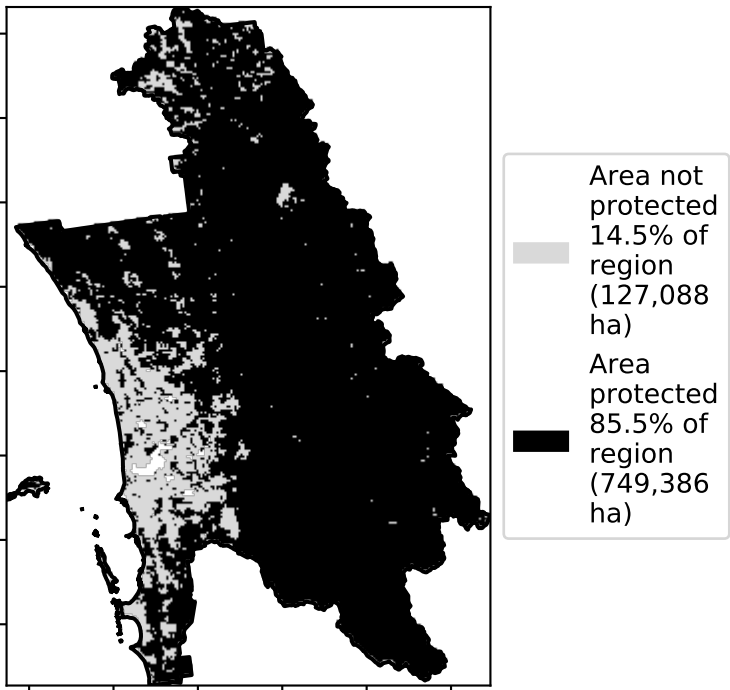 Area not
protected
14.5% of
region
(127,088
ha)
Area
protected
85.5% of
region
(749,386
ha)